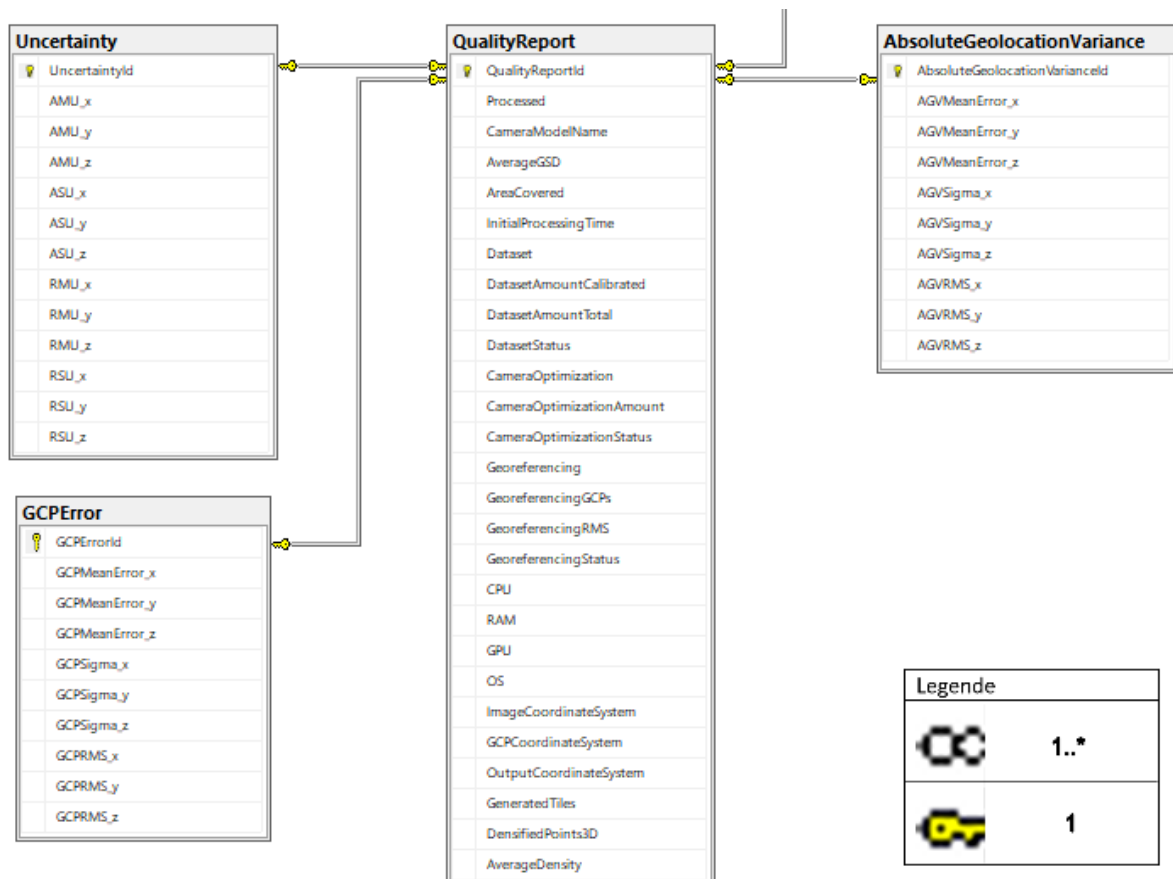 Uncertainty
UncertaintyId
AMU_x
AMU_y
AMU_z
ASU_x
ASU_y
ASU_z
RMU_x
RMU_y
RMU_z
RSU_x
RSU_y
RSU_z
GCPError
GCPErrorId
GCPMeanError_x
GCPMeanError_y
GCPMeanError_z
GCPSigma_x
GCPSigma_y
GCPSigma_z
GCPRMS_x
GCPRMS_y
GCPRMS_z
QualityReport
QualityReportId
Processed
CameraModelName
AverageGSD
AreaCovered
InitialProcessingTime
Dataset
DatasetAmountCalibrated
DatasetAmountTotal
DatasetStatus
CameraOptimization
CameraOptimizationAmount
CameraOptimizationStatus
Georeferencing
GeoreferencingGCPs
GeoreferencingRMS
GeoreferencingStatus
CPU
RAM
GPU
OS
ImageCoordinateSystem
GCPCoordinateSystem
OutputCoordinateSystem
GeneratedTiles
DensifiedPoints3D
AverageDensity
AbsoluteGeolocationVariance
AbsoluteGeolocationVarianceId
AGVMeanError_x
AGVMeanError_y
AGVMeanError_z
AGVSigma_x
AGVSigma_y
AGVSigma_z
AGVRMS_x
AGVRMS_y
AGVRMS_z
Legende
1..*
1